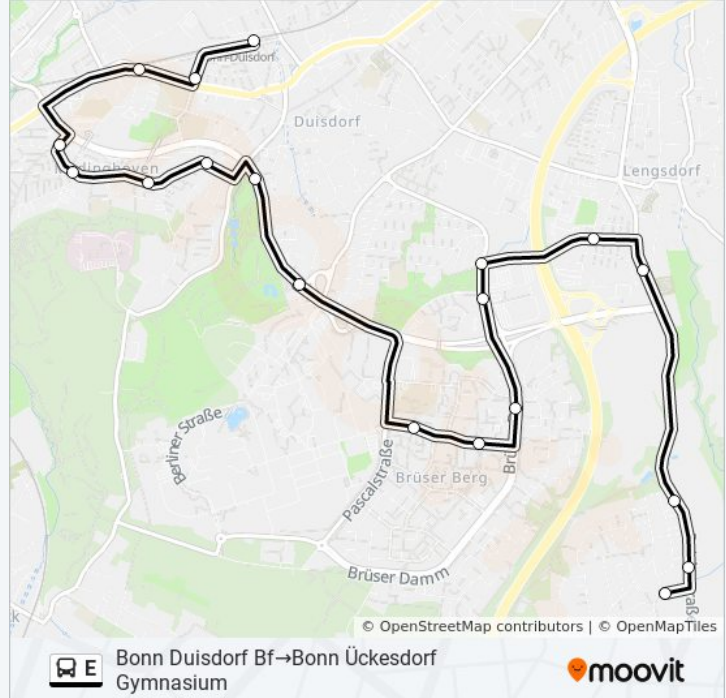 Duisdorf
Duisdorf
Lengsdorf
Berliner Straße
Brüser Berg
Pascalstraße
Brüser Damm
© OpenStreetMap contributors | © OpenMapTiles
E
Bonn Duisdorf Bf→Bonn Ückesdorf
Gymnasium
moovit